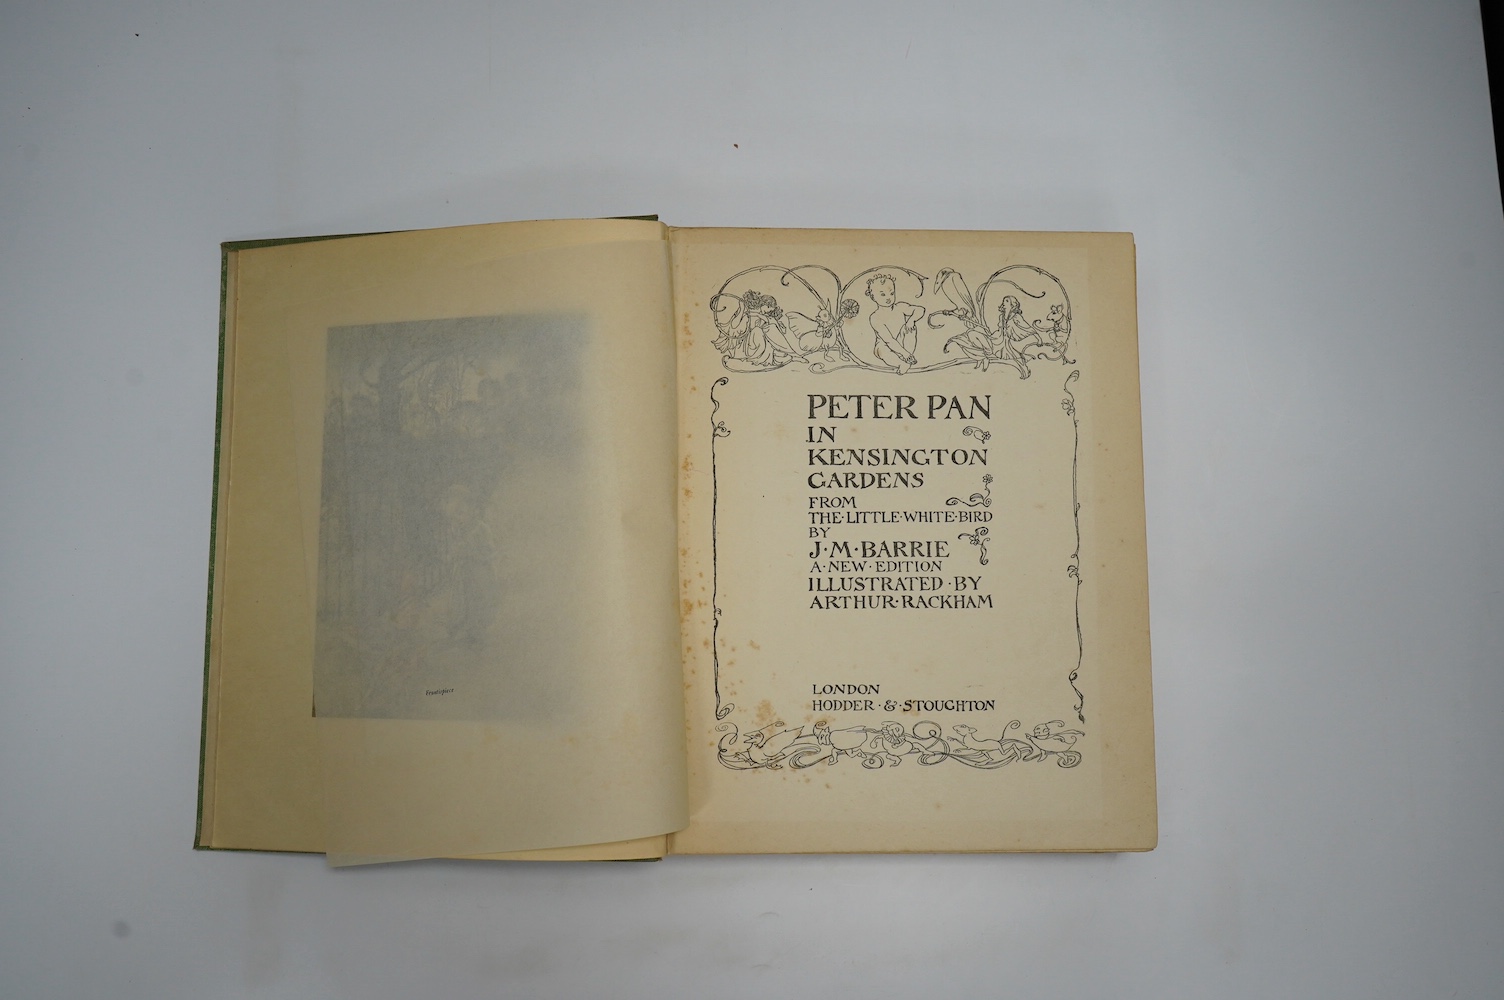 Frontispiece
PETER PAN
IN
KENSINGTON
GARDENS
FROM
THE·LITTLE·WHITE·BIRD
BY
J·M·BARRIE
A·NEW·EDITION
ILLUSTRATED·BY
ARTHUR·RACKHAM
LONDON
HODDER·&·STOUGHTON